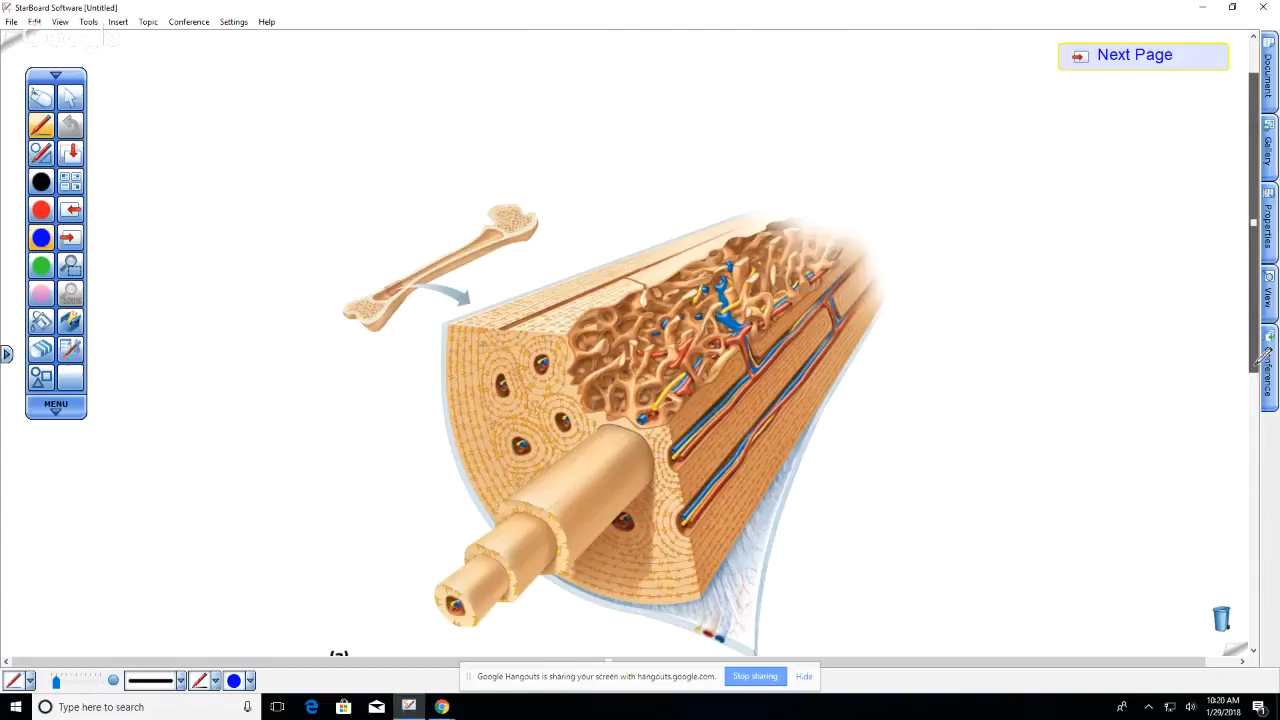 StarBoard Software [Untitled]
File Edit View Tools Insert Topic Conference Settings Help
Next Page
Document
Gallery
Properties
View
MENU
(a)
Google Hangouts is sharing your screen with hangouts.google.com.
Stop sharing
Hide
Type here to search
10:20 AM
1/29/2018